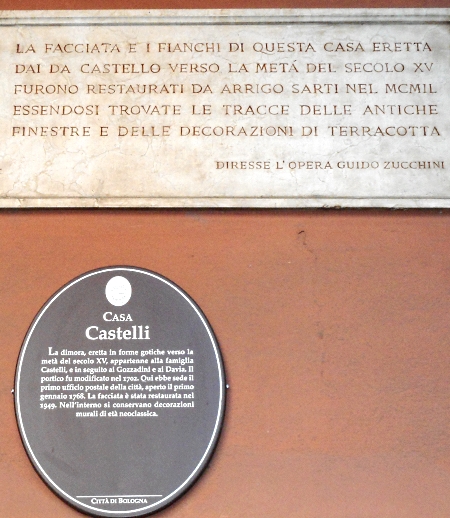 LA FACCIATA E I FIANCHI DI QUESTA CASA ERETTA
DAI DA CASTELLO VERSO LA METÁ DEL SECOLO XV
FURONO RESTAURATI DA ARRIGO SARTI NEL MCMIL
ESSENDOSI TROVATE LE TRACCE DELLE ANTICHE
FINESTRE E DELLE DECORAZIONI DI TERRACOTTA
DIRESSE L'OPERA GUIDO ZUCCHINI
CASA
Castelli
La dimora, eretta in forme gotiche verso la
metà del secolo XV, appartenne alla famiglia
Castelli, e in seguito ai Gozzadini e ai Davia. Il
portico fu modificato nel 1702. Qui ebbe sede il
primo ufficio postale della città, aperto il primo
gennaio 1768. La facciata è stata restaurata nel
1949. Nell'interno si conservano decorazioni
murali di età neoclassica.
CITTÀ DI BOLOGNA